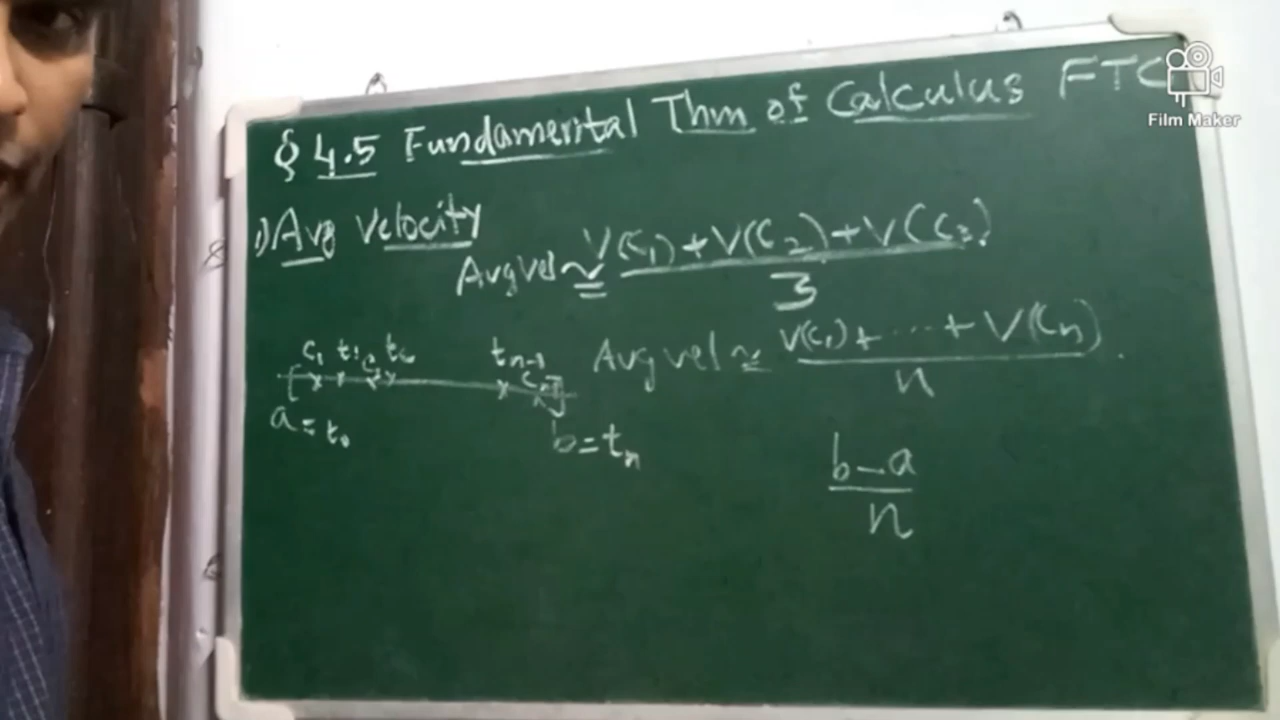 § 4.5 Fundamental Thm of Calculus FTC
Film Maker
1) Avg Velocity
Avg vel ≅ V(c₁) + V(c₂) + V(c₃)
3
c₁ t₁ c₂ t₂ tₙ₋₁ cₙ
Avg vel ≃ V(c₁) + ... + V(cₙ)
n
a = t₀
b = tₙ
b - a
n